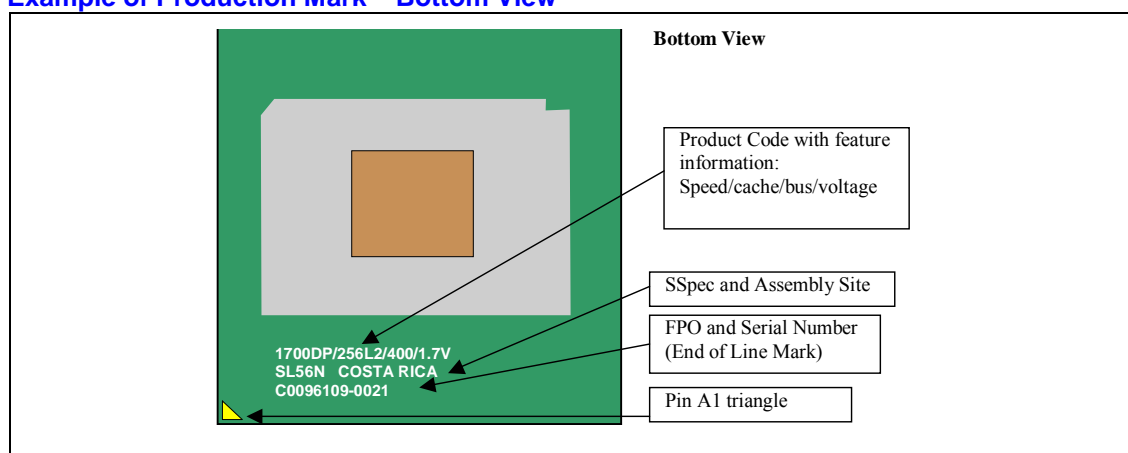 Example of Production Mark – Bottom View
Bottom View
Product Code with feature
information:
Speed/cache/bus/voltage
SSpec and Assembly Site
FPO and Serial Number
(End of Line Mark)
Pin A1 triangle
1700DP/256L2/400/1.7V
SL56N COSTA RICA
C0096109-0021